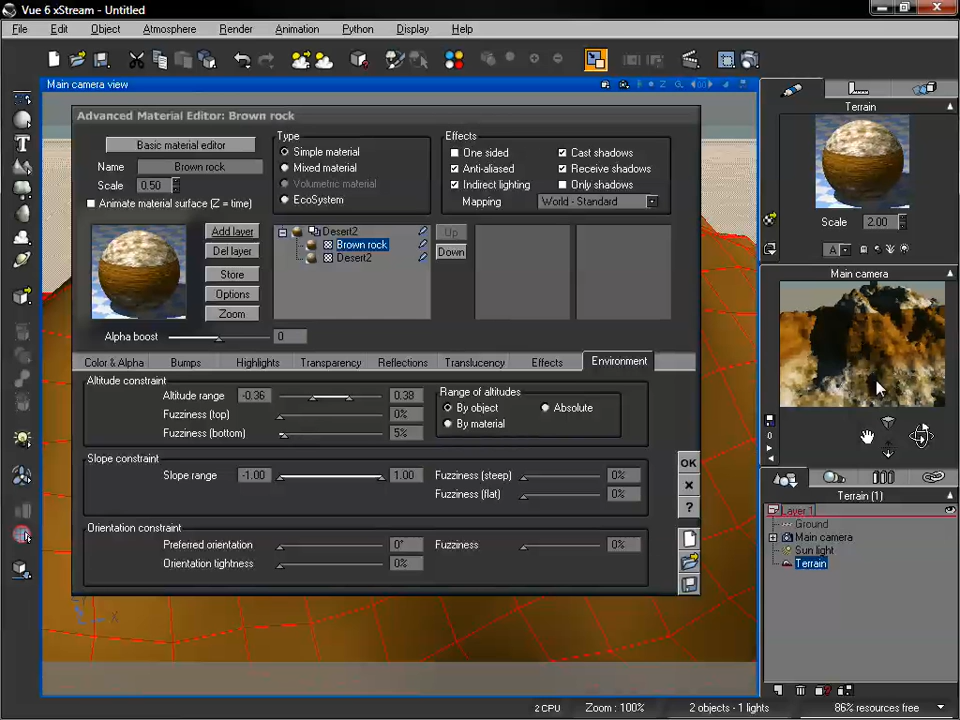 Vue 6 xStream - Untitled
File Edit Object Atmosphere Render Animation Python Display Help
Main camera view
Advanced Material Editor: Brown rock
Basic material editor
Name Brown rock
Scale 0.50
Animate material surface (Z = time)
Type
Simple material
Mixed material
Volumetric material
EcoSystem
Effects
One sided
Cast shadows
Anti-aliased
Receive shadows
Indirect lighting
Only shadows
Mapping World - Standard
Add layer
Del layer
Store
Options
Zoom
Desert2
Brown rock
Desert2
Up
Down
Alpha boost 0
Color & Alpha Bumps Highlights Transparency Reflections Translucency Effects Environment
Altitude constraint
Altitude range -0.36 0.38
Fuzziness (top) 0%
Fuzziness (bottom) 5%
Range of altitudes
By object
Absolute
By material
Slope constraint
Slope range -1.00 1.00
Fuzziness (steep) 0%
Fuzziness (flat) 0%
Orientation constraint
Preferred orientation 0°
Fuzziness 0%
Orientation tightness 0%
OK
?
X
Terrain
Scale 2.00
A
Main camera
0
Terrain (1)
Layer 1
Ground
Main camera
Sun light
Terrain
2 CPU Zoom : 100% 2 objects - 1 lights 86% resources free